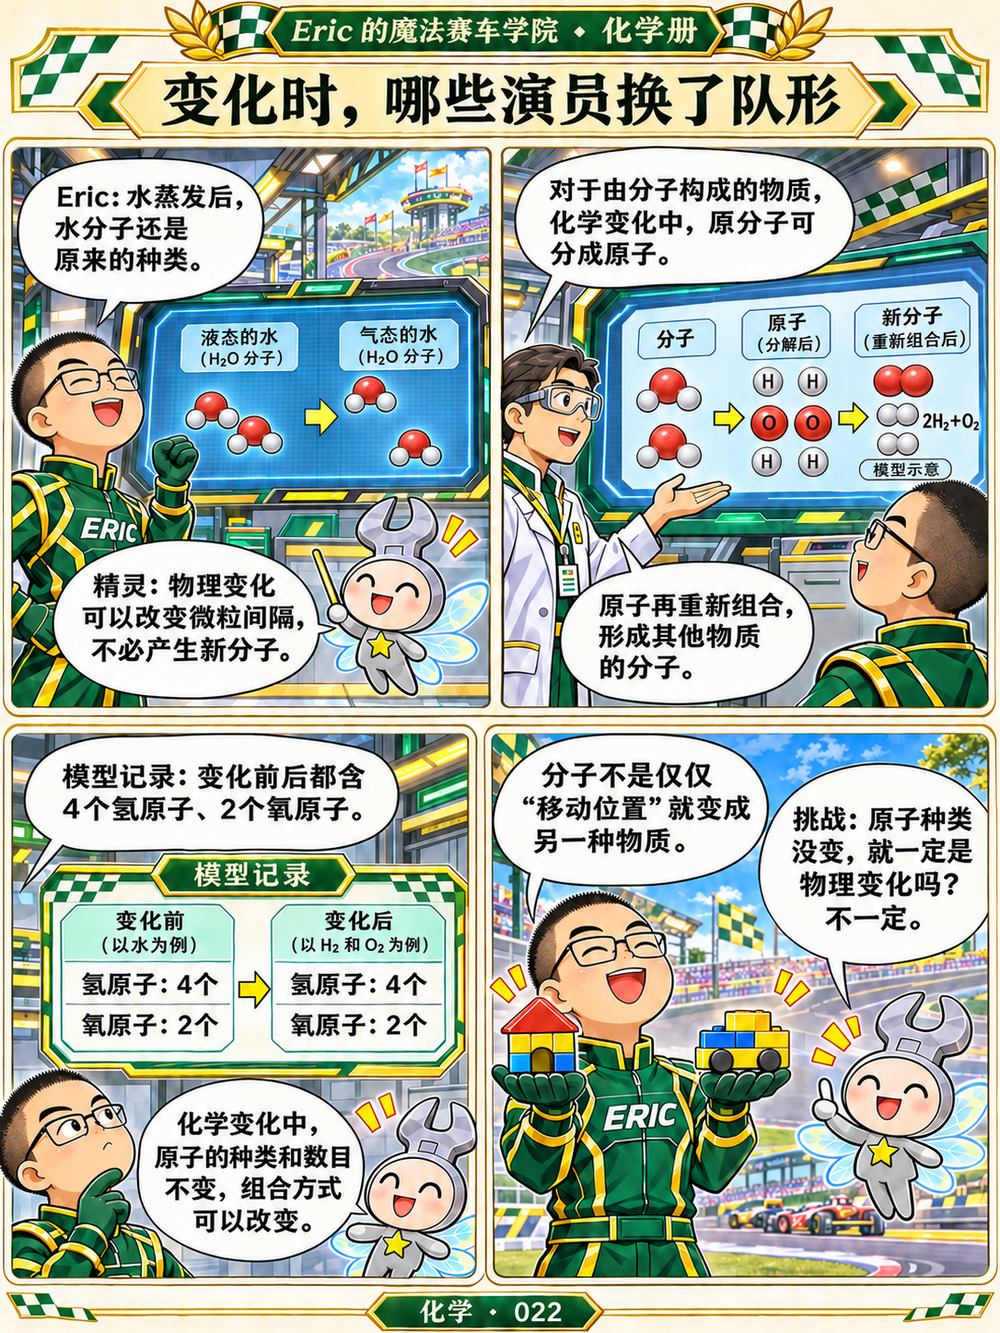 Eric 的魔法赛车学院 · 化学册
变化时，哪些演员换了队形
Eric：水蒸发后，
水分子还是
原来的种类。
液态的水
（H₂O 分子）
气态的水
（H₂O 分子）
ERIC
精灵：物理变化
可以改变微粒间隔，
不必产生新分子。
对于由分子构成的物质，
化学变化中，原分子可
分成原子。
分子
原子
（分解后）
新分子
（重新组合后）
H H
O O
H H
2H₂+O₂
模型示意
原子再重新组合，
形成其他物质
的分子。
模型记录：变化前后都含
4个氢原子、2个氧原子。
模型记录
变化前
（以水为例）
氢原子：4个
氧原子：2个
变化后
（以 H₂ 和 O₂ 为例）
氢原子：4个
氧原子：2个
化学变化中，
原子的种类和数目
不变，组合方式
可以改变。
分子不是仅仅
“移动位置”就变成
另一种物质。
挑战：原子种类
没变，就一定是
物理变化吗？
不一定。
ERIC
化学 · 022